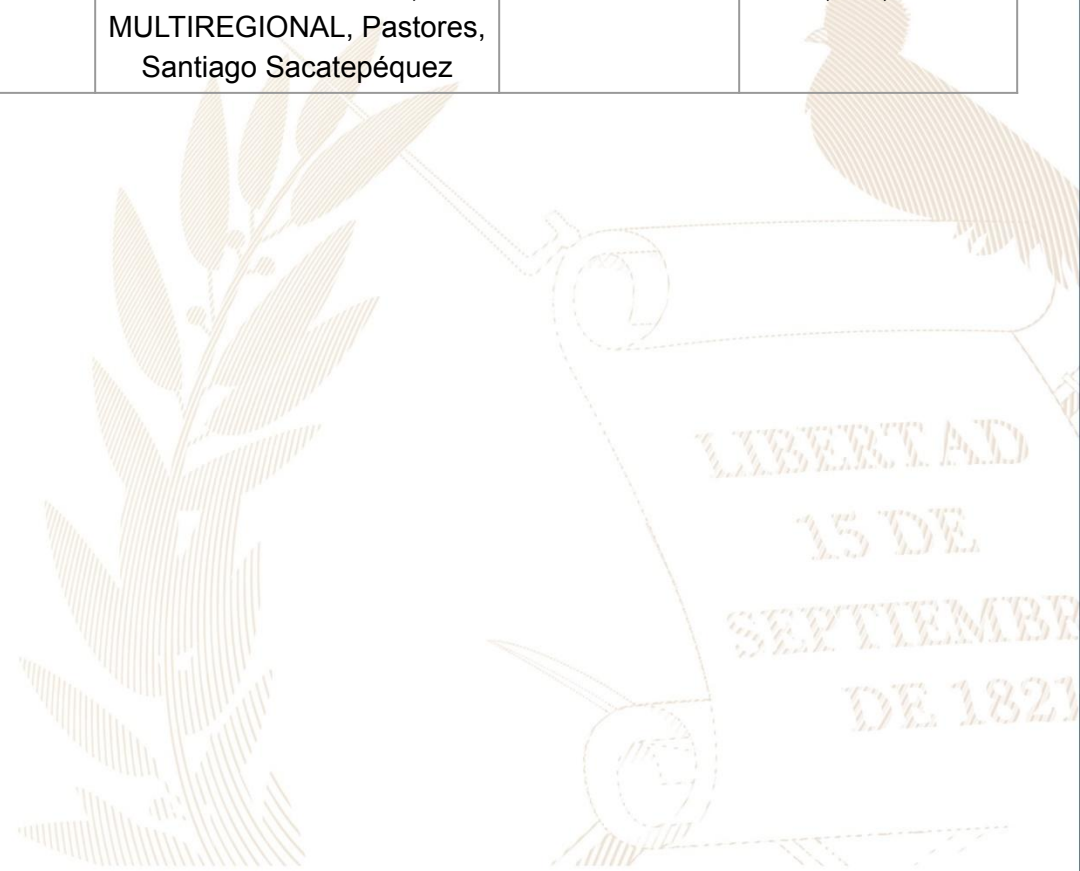 MULTIREGIONAL, Pastores,
Santiago Sacatepéquez
LIBERTAD
15 DE
SEPTIEMBRE
DE 1821